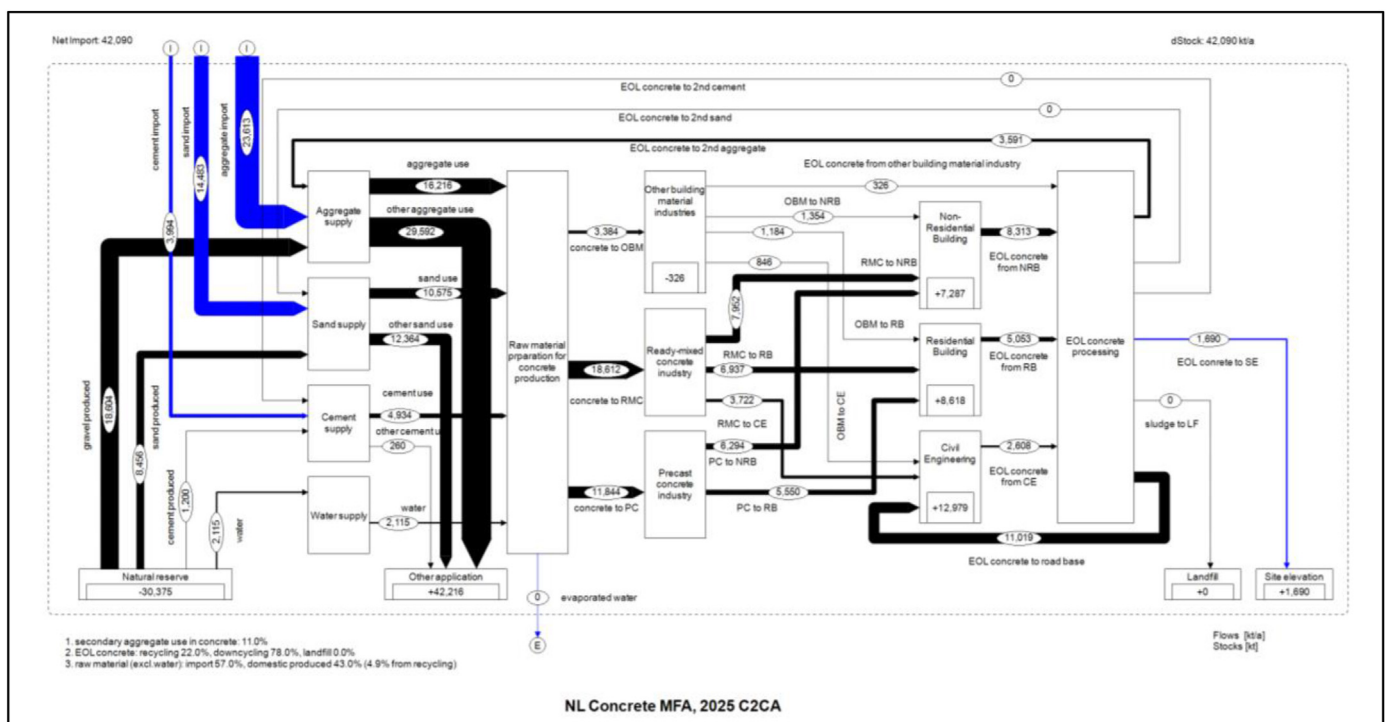 Net Import: 42,090
dStock: 42,090 kt/a
I
I
I
cement import
sand import
aggregate import
3,994
14,483
23,613
0
EOL concrete to 2nd cement
0
EOL concrete to 2nd sand
3,591
EOL concrete to 2nd aggregate
EOL concrete from other building material industry
Aggregate supply
aggregate use
16,216
other aggregate use
29,592
Sand supply
sand use
10,575
other sand use
12,364
Cement supply
cement use
4,934
other cement u
260
Water supply
water
2,115
gravel produced
18,604
sand produced
8,456
cement produced
1,200
2,115
water
Natural reserve
-30,375
Other application
+42,216
Raw material prparation for concrete production
0
evaporated water
E
3,384
concrete to OBM
18,612
concrete to RMC
11,844
concrete to PC
Other building material industries
-326
Ready-mixed concrete inudstry
Precast concrete industry
326
OBM to NRB
1,354
1,184
846
RMC to NRB
7,952
OBM to RB
RMC to RB
6,937
3,722
RMC to CE
OBM to CE
6,294
PC to NRB
5,550
PC to RB
Non-Residential Building
+7,287
Residential Building
+8,618
Civil Engineering
+12,979
8,313
EOL concrete from NRB
5,053
EOL concrete from RB
2,608
EOL concrete from CE
11,019
EOL concrete to road base
EOL concrete processing
1,690
EOL conrete to SE
0
sludge to LF
Landfill
+0
Site elevation
+1,690
1. secondary aggregate use in concrete: 11.0%
2. EOL concrete: recycling 22.0%, downcycling 78.0%, landfill 0.0%
3. raw material (excl.water): import 57.0%, domestic produced 43.0% (4.9% from recycling)
Flows [kt/a]
Stocks [kt]
NL Concrete MFA, 2025 C2CA